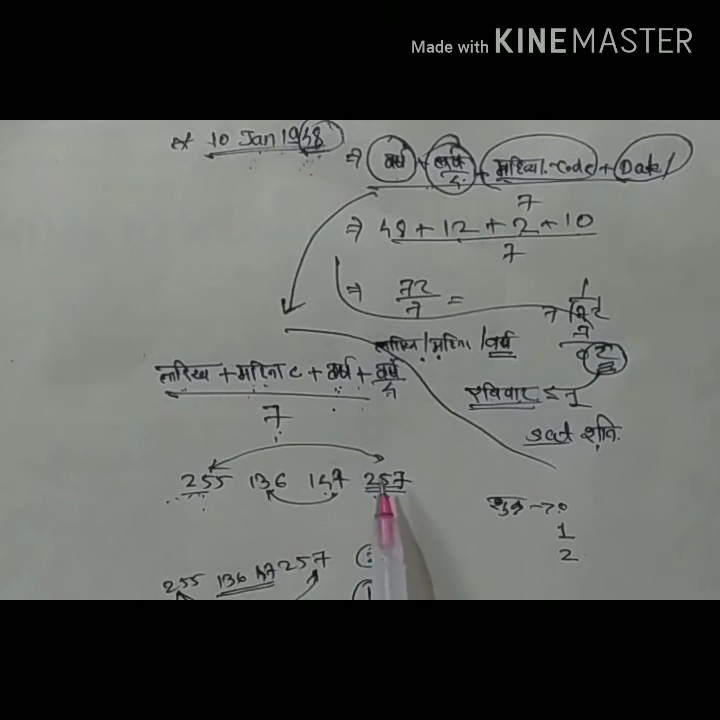 Made with KINEMASTER
10 Jan 1948
⇒ वर्ष + वर्ष/4 + महिना-Code + Date / 7
⇒ 48 + 12 + 2 + 10 / 7
⇒ 72/7 =
तारिख / महिना / वर्ष
तारिख + महिना c + वर्ष + वर्ष/4 / 7
रविवार
sat शनि.
255 136 147 257
शुक्र → 0
1
2
255 136 147 257